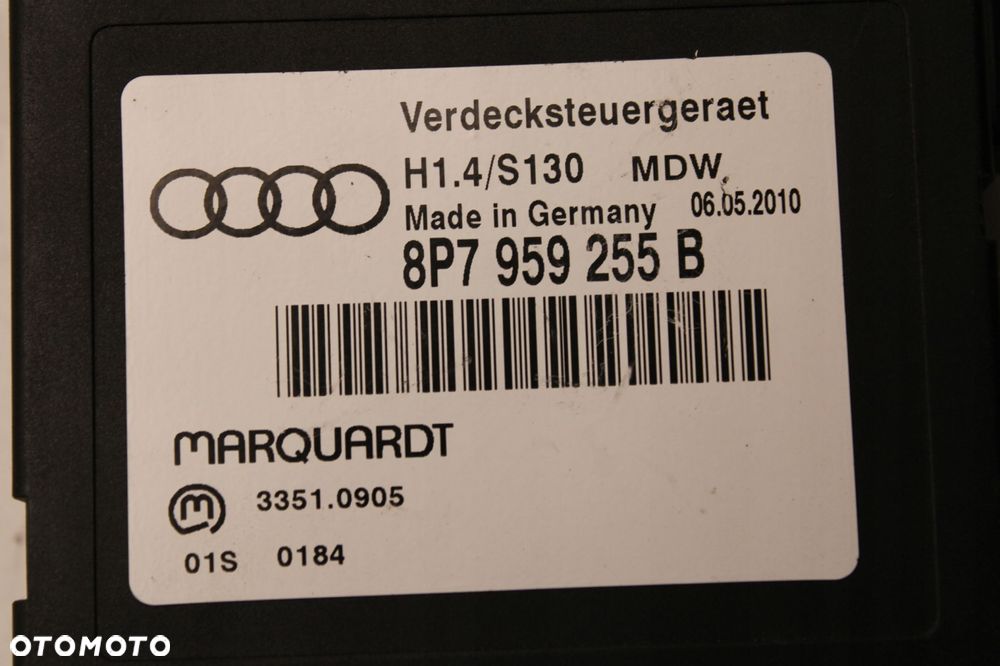 Verdecksteuergeraet
H1.4/S130 MDW
Made in Germany 06.05.2010
8P7 959 255 B
MARQUARDT
m 3351.0905
01S 0184
OTOMOTO